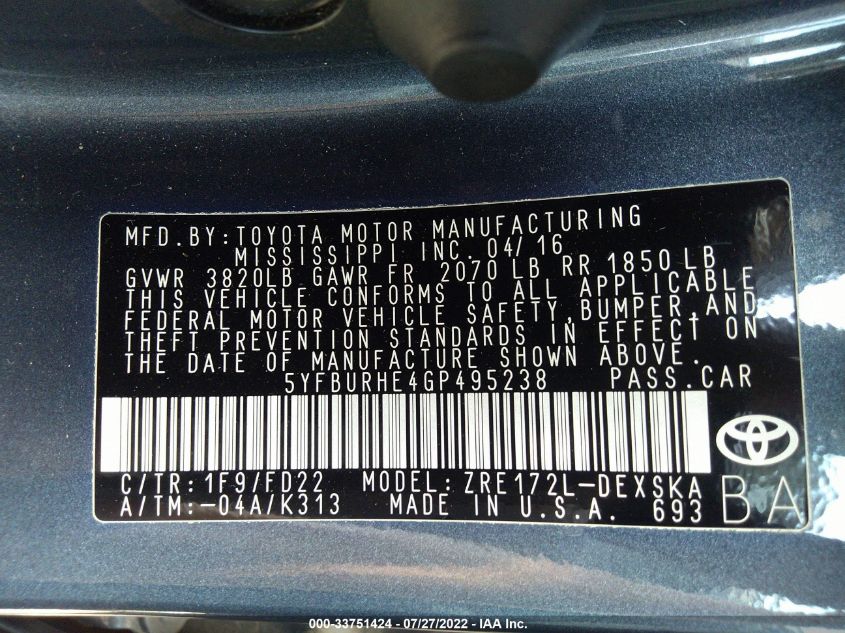 MFD.BY:TOYOTA MOTOR MANUFACTURING
MISSISSIPPI INC. 04/16
GVWR 3820LB GAWR FR 2070 LB RR 1850 LB
THIS VEHICLE CONFORMS TO ALL APPLICABLE
FEDERAL MOTOR VEHICLE SAFETY,BUMPER,AND
THEFT PREVENTION STANDARDS IN EFFECT ON
THE DATE OF MANUFACTURE SHOWN ABOVE.
5YFBURHE4GP495238 PASS.CAR
C/TR:1F9/FD22 MODEL:ZRE172L-DEXSKA
A/TM:-04A/K313 MADE IN U.S.A. 693 BA
000-33751424 - 07/27/2022 - IAA Inc.